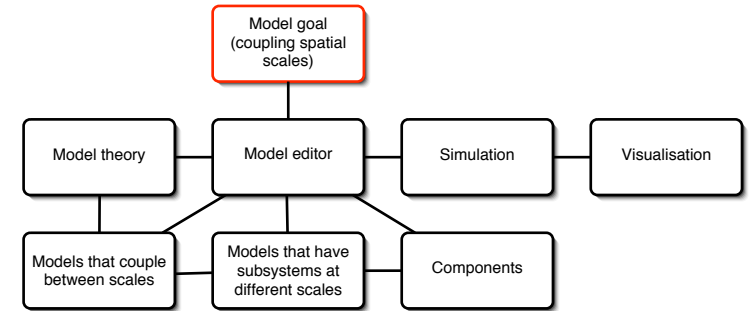 Model goal
(coupling spatial
scales)
Model theory
Model editor
Simulation
Visualisation
Models that couple
between scales
Models that have
subsystems at
different scales
Components